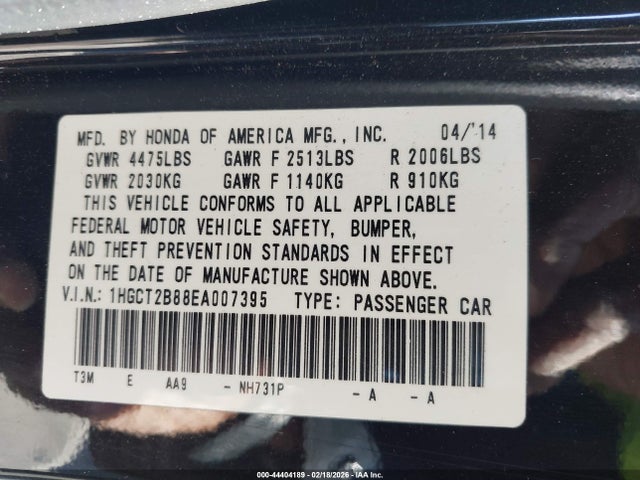 MFD. BY HONDA OF AMERICA MFG., INC. 04/'14
GVWR 4475LBS GAWR F 2513LBS R 2006LBS
GVWR 2030KG GAWR F 1140KG R 910KG
THIS VEHICLE CONFORMS TO ALL APPLICABLE
FEDERAL MOTOR VEHICLE SAFETY, BUMPER,
AND THEFT PREVENTION STANDARDS IN EFFECT
ON THE DATE OF MANUFACTURE SHOWN ABOVE.
V.I.N.: 1HGCT2B88EA007395 TYPE: PASSENGER CAR
T3M E AA9 - NH731P - A - A
000-44404189 - 02/18/2026 - IAA Inc.